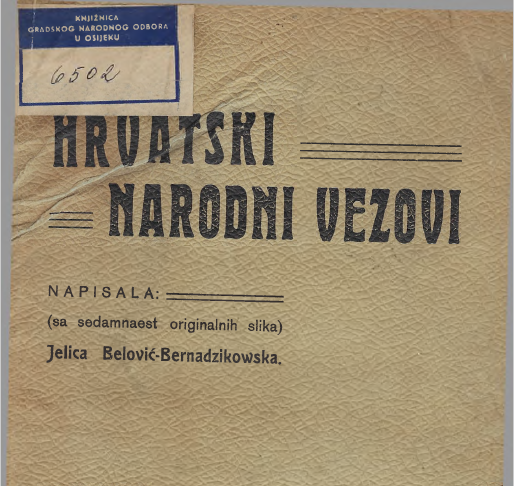 KNJIŽNICA
GRADSKOG NARODNOG ODBORA
U OSIJEKU
6502
HRVATSKI
NARODNI VEZOVI
NAPISALA:
(sa sedamnaest originalnih slika)
Jelica Belović-Bernadzikowska.